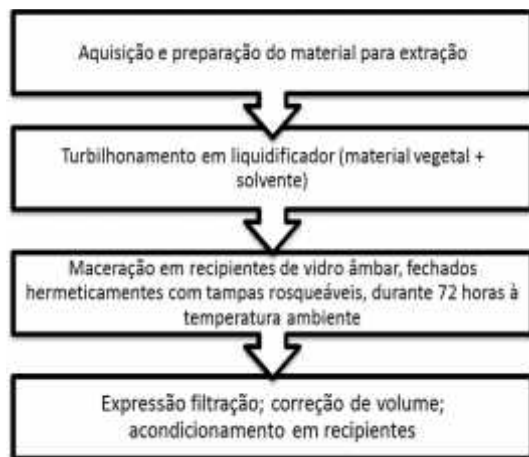 Aquisição e preparação do material para extração
Turbilhonamento em liquidificador (material vegetal +
solvente)
Maceração em recipientes de vidro âmbar, fechados
hermeticamentes com tampas rosqueáveis, durante 72 horas à
temperatura ambiente
Expressão filtração; correção de volume;
acondicionamento em recipientes